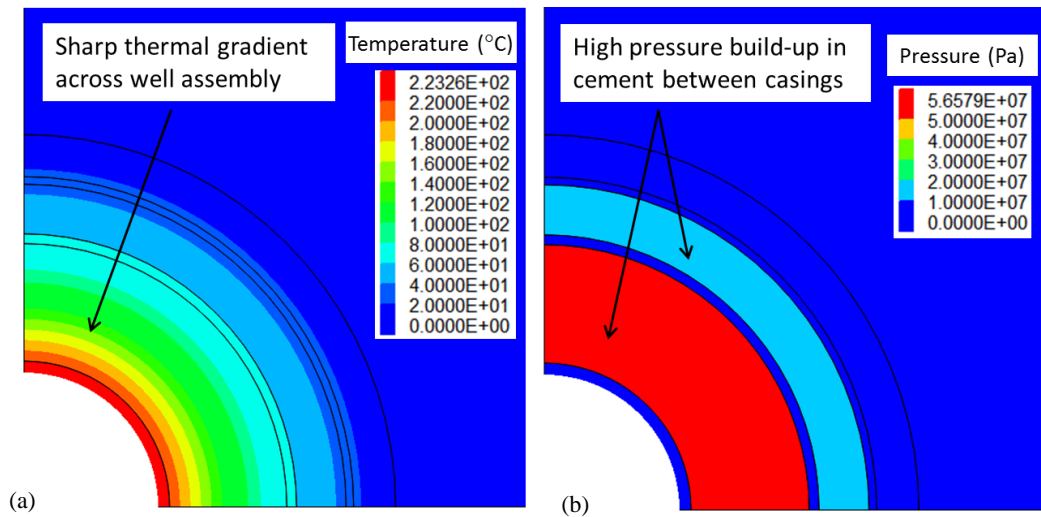 Sharp thermal gradient
across well assembly
Temperature (°C)
2.2326E+02
2.2000E+02
2.0000E+02
1.8000E+02
1.6000E+02
1.4000E+02
1.2000E+02
1.0000E+02
8.0000E+01
6.0000E+01
4.0000E+01
2.0000E+01
0.0000E+00
(a)
High pressure build-up in
cement between casings
Pressure (Pa)
5.6579E+07
5.0000E+07
4.0000E+07
3.0000E+07
2.0000E+07
1.0000E+07
0.0000E+00
(b)